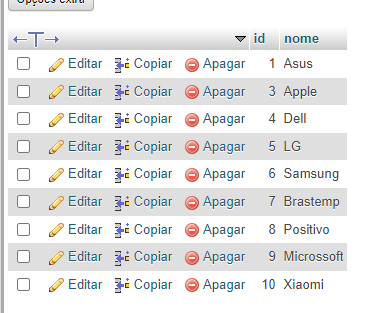 Opções extra
id nome
Editar Copiar Apagar 1 Asus
Editar Copiar Apagar 3 Apple
Editar Copiar Apagar 4 Dell
Editar Copiar Apagar 5 LG
Editar Copiar Apagar 6 Samsung
Editar Copiar Apagar 7 Brastemp
Editar Copiar Apagar 8 Positivo
Editar Copiar Apagar 9 Microssoft
Editar Copiar Apagar 10 Xiaomi